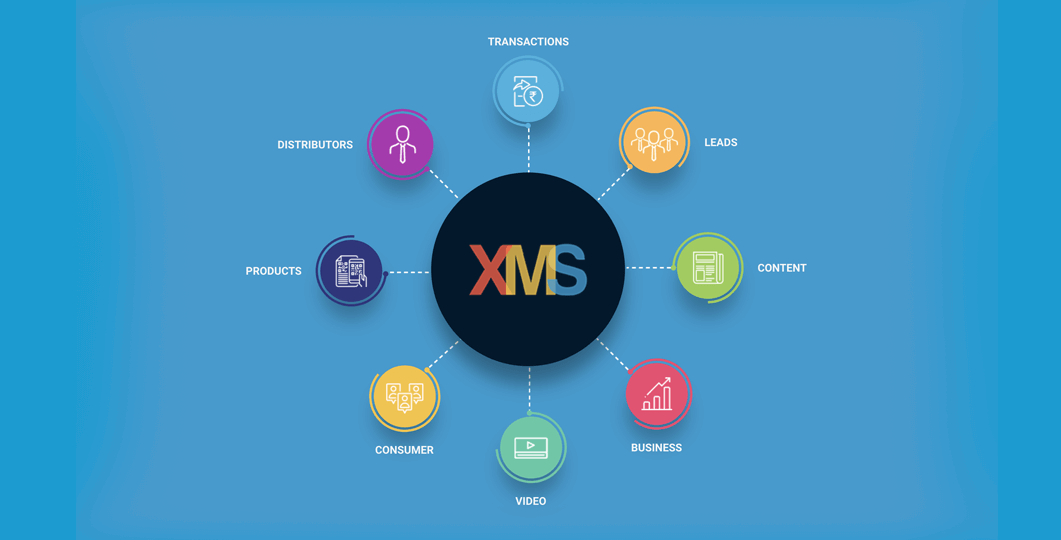 TRANSACTIONS
DISTRIBUTORS
LEADS
PRODUCTS
XMS
CONTENT
CONSUMER
BUSINESS
VIDEO